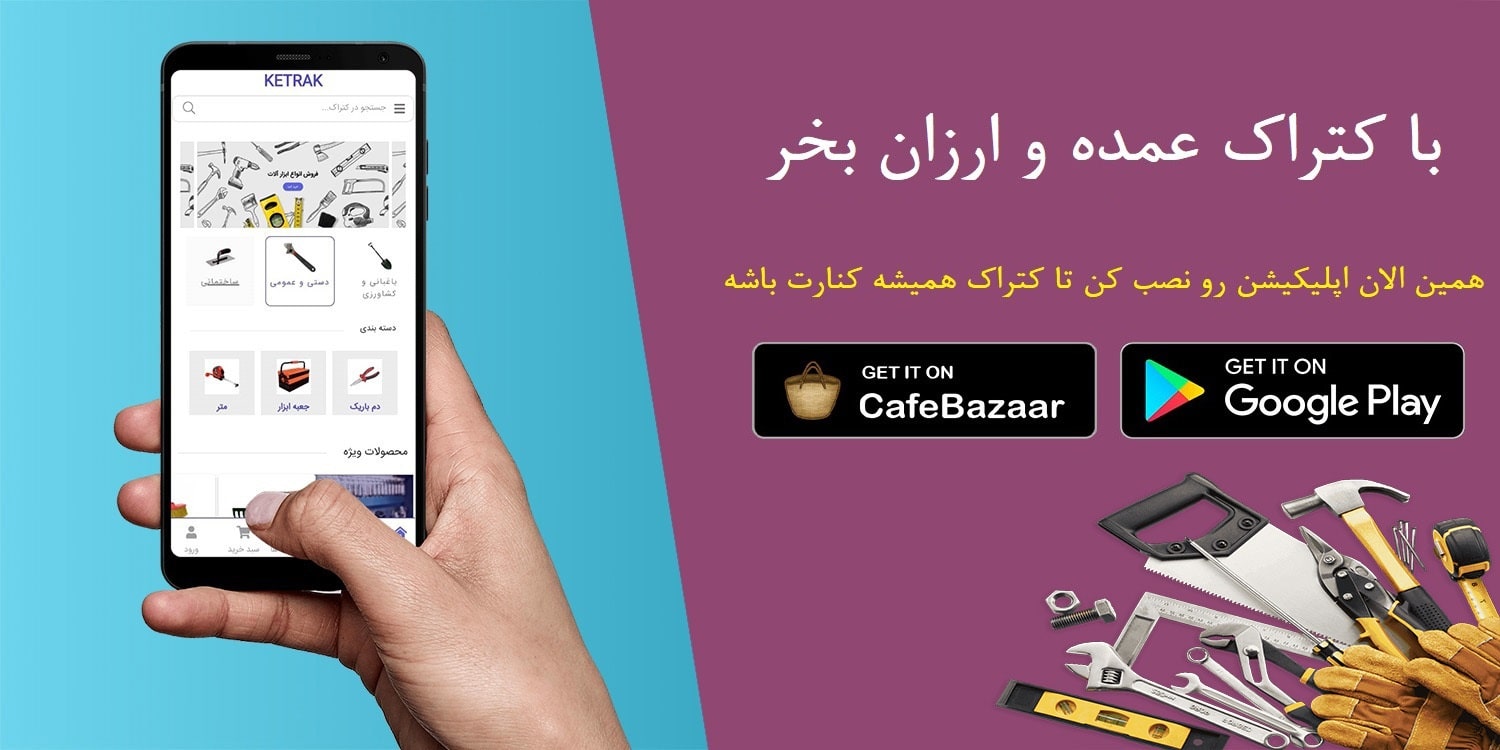 KETRAK
جستجو در کتراک...
فروش انواع ابزار آلات
باغبانی و کشاورزی
دستی و عمومی
ساختمانی
دسته بندی
دم باریک
جعبه ابزار
متر
محصولات ویژه
سبد خرید
ورود
با کتراک عمده و ارزان بخر
همین الان اپلیکیشن رو نصب کن تا کتراک همیشه کنارت باشه
GET IT ON
CafeBazaar
GET IT ON
Google Play